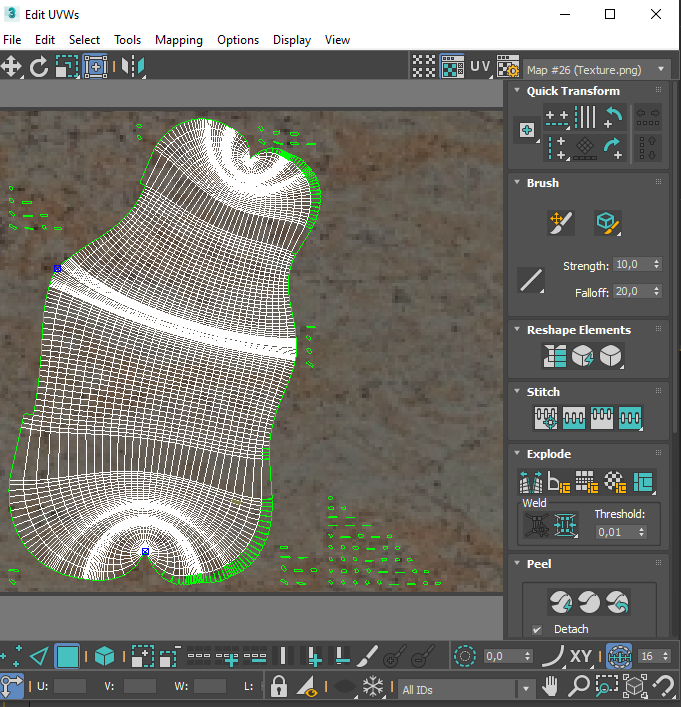 3 Edit UVWs
File Edit Select Tools Mapping Options Display View
UV Map #26 (Texture.png)
Quick Transform
Brush
Strength: 10,0
Falloff: 20,0
Reshape Elements
Stitch
Explode
Weld
Threshold:
0,01
Peel
Detach
0,0 XY 16
U: V: W: L: All IDs